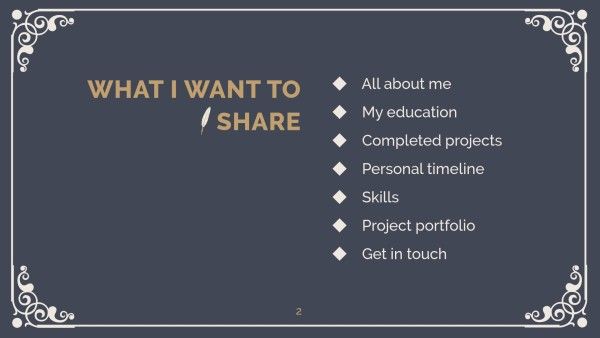 WHAT I WANT TO
SHARE
All about me
My education
Completed projects
Personal timeline
Skills
Project portfolio
Get in touch
2